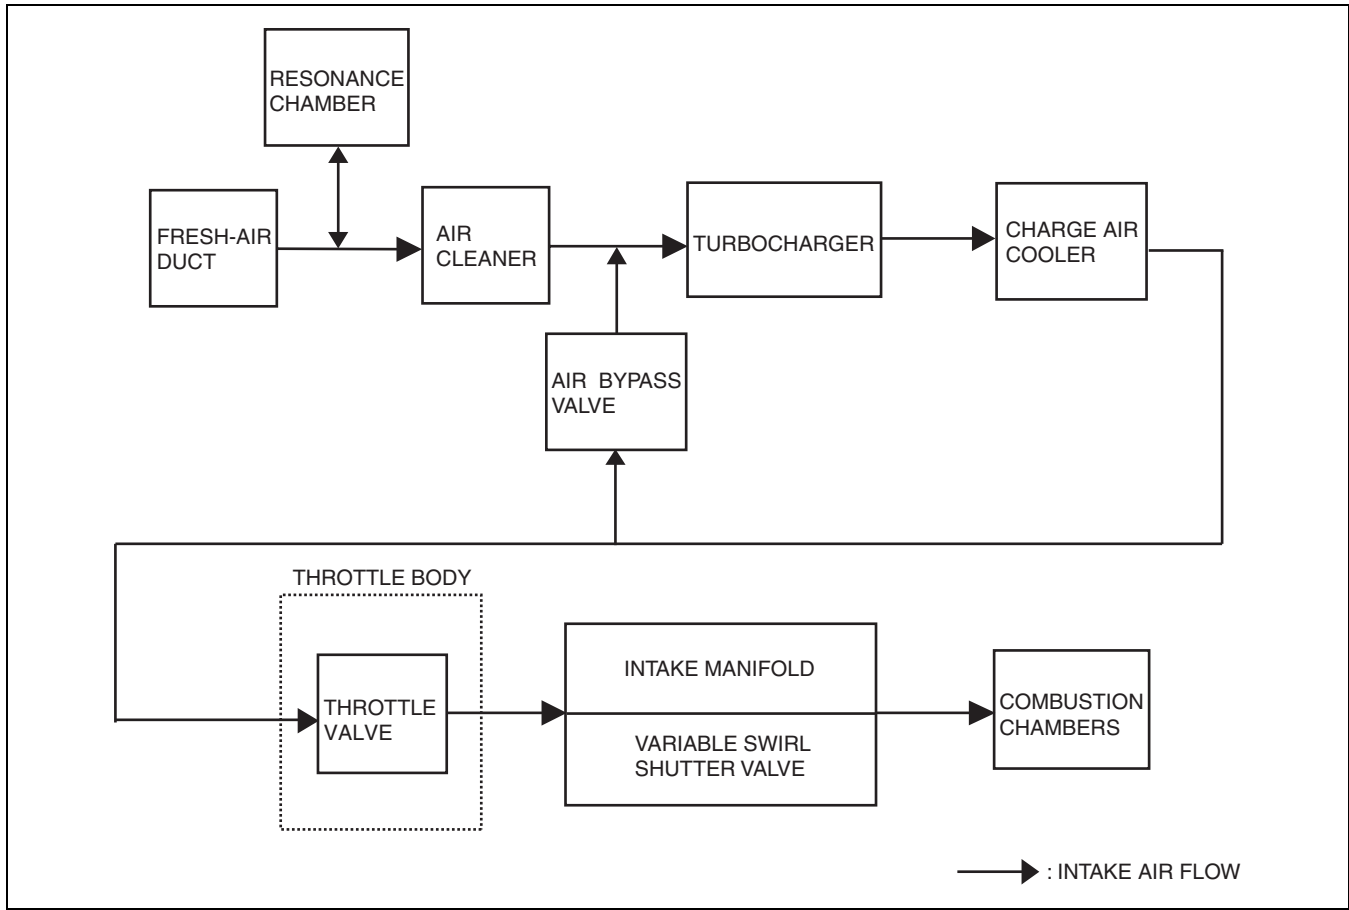 RESONANCE
CHAMBER
FRESH-AIR
DUCT
AIR
CLEANER
TURBOCHARGER
CHARGE AIR
COOLER
AIR BYPASS
VALVE
THROTTLE BODY
THROTTLE
VALVE
INTAKE MANIFOLD
VARIABLE SWIRL
SHUTTER VALVE
COMBUSTION
CHAMBERS
: INTAKE AIR FLOW